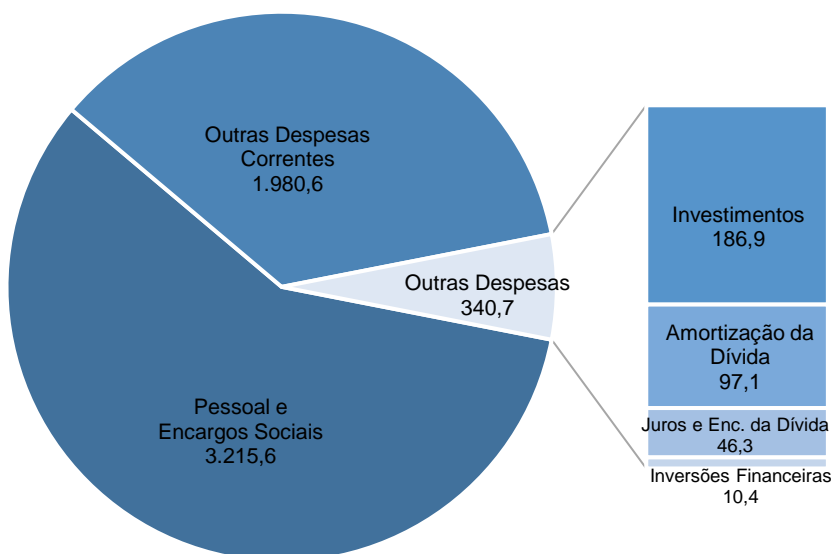 Outras Despesas
Correntes
1.980,6
Outras Despesas
340,7
Pessoal e
Encargos Sociais
3.215,6
Investimentos
186,9
Amortização da
Dívida
97,1
Juros e Enc. da Dívida
46,3
Inversões Financeiras
10,4